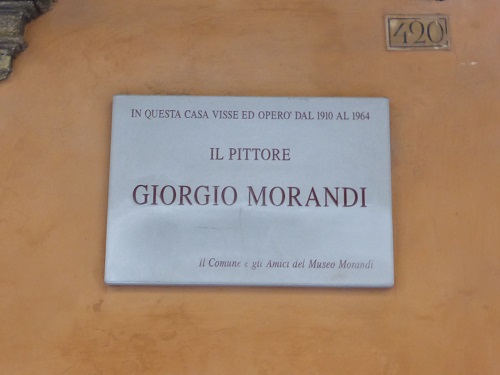 420
IN QUESTA CASA VISSE ED OPERO' DAL 1910 AL 1964
IL PITTORE
GIORGIO MORANDI
il Comune e gli Amici del Museo Morandi